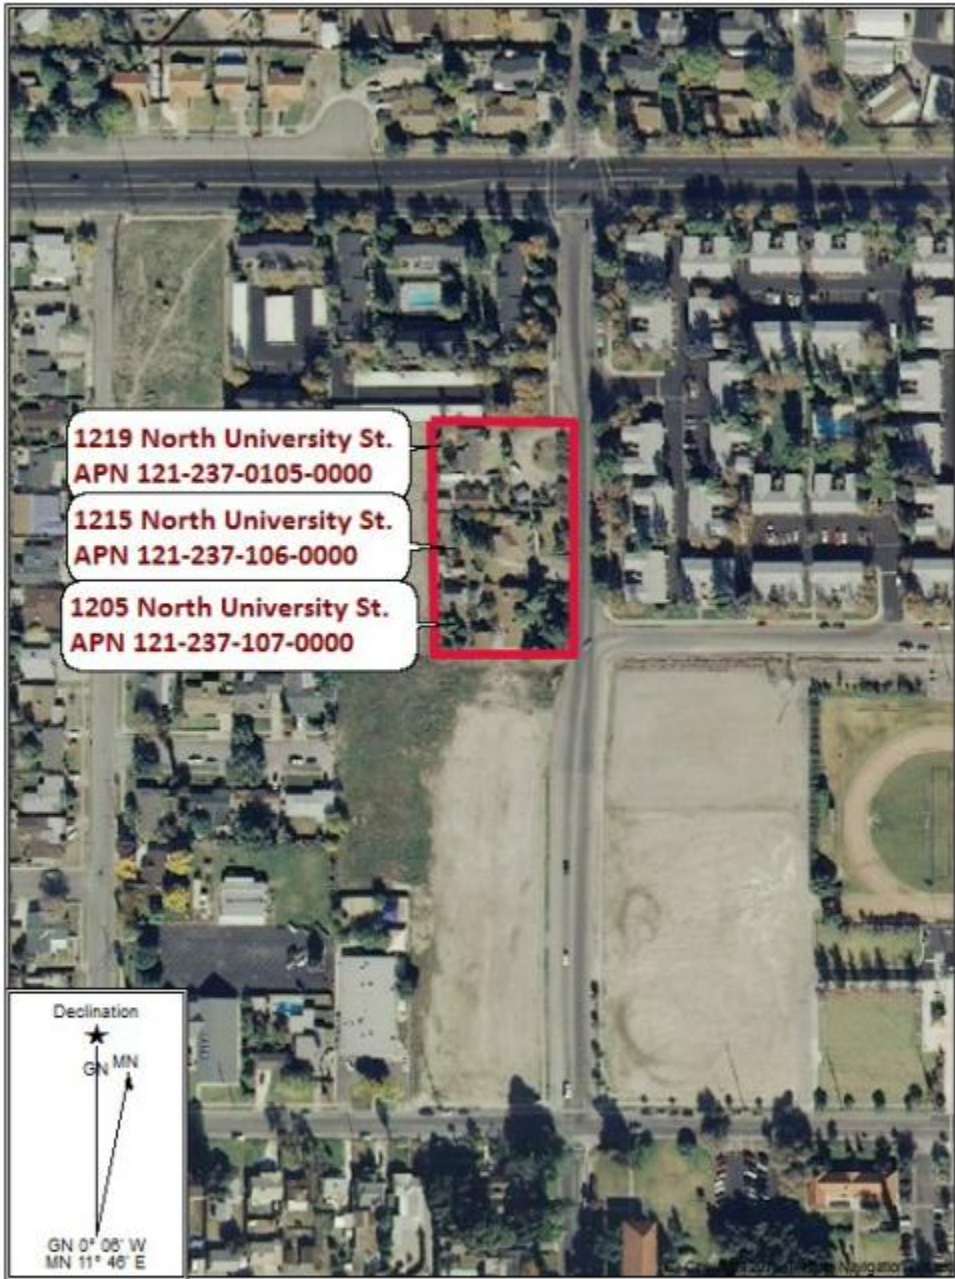 1219 North University St.
APN 121-237-0105-0000
1215 North University St.
APN 121-237-106-0000
1205 North University St.
APN 121-237-107-0000
Declination
GN MN
GN 0° 06' W
MN 11° 46' E
Navigation